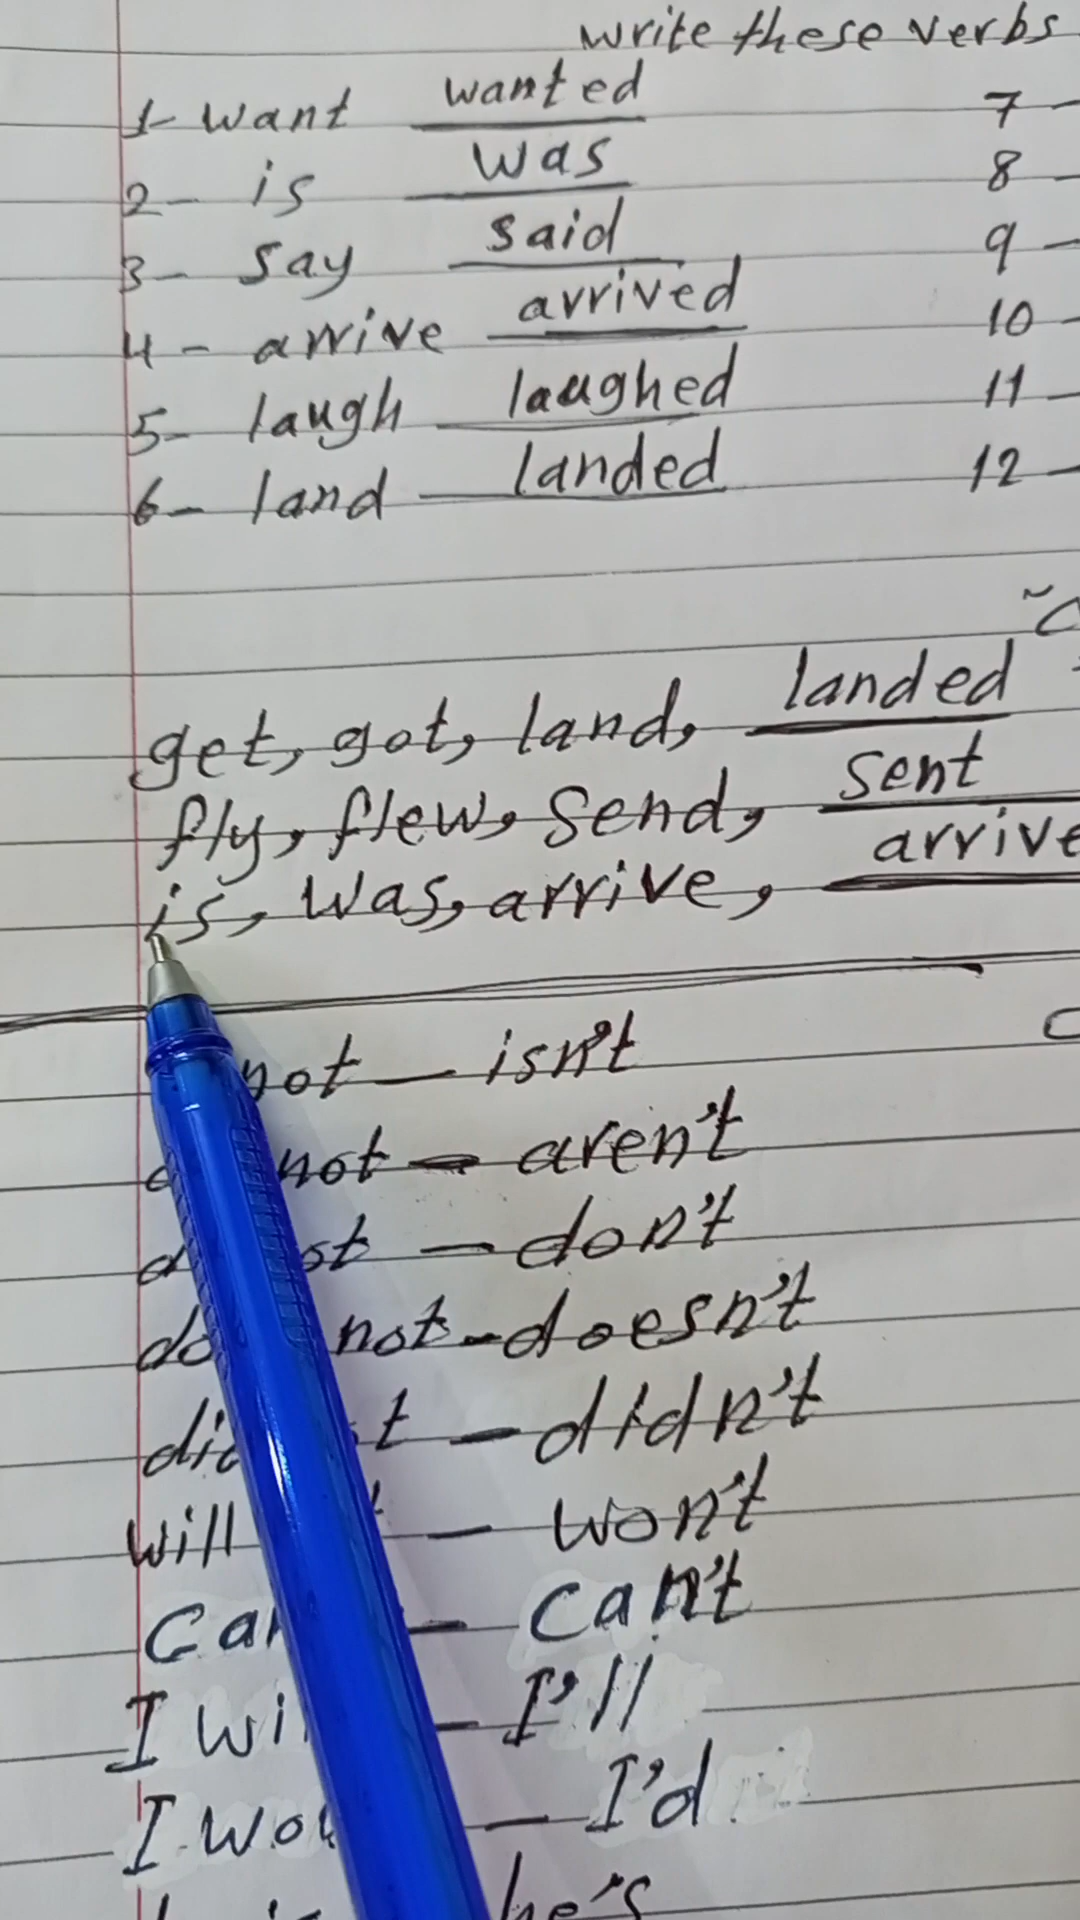 write these verbs
1- want wanted 7 -
2- is was 8 -
3- say said 9 -
4- arrive arrived 10 -
5- laugh laughed 11 -
6- land landed 12 -
get, got, land, landed
fly, flew, send, sent
is, was, arrive, arrive
not - isn't
not - aren't
- don't
not - doesn't
- didn't
will - won't
- can't
I - I'll
I - I'd
he's